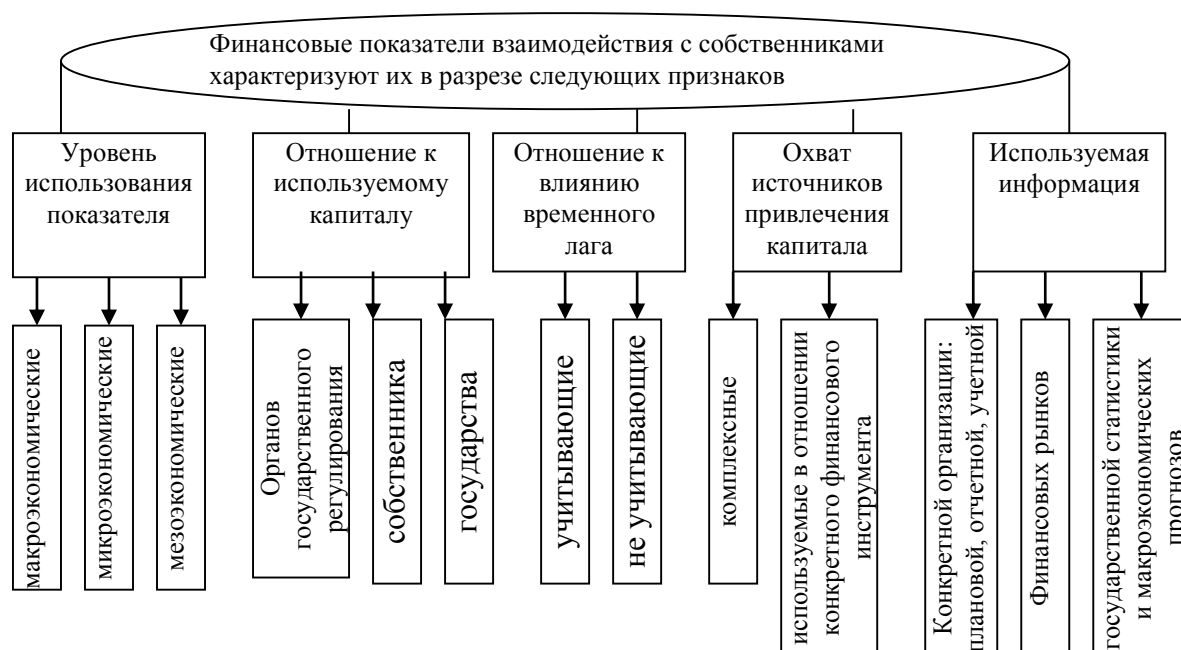 Финансовые показатели взаимодействия с собственниками
характеризуют их в разрезе следующих признаков
Уровень
использования
показателя
Отношение к
используемому
капиталу
Отношение к
влиянию
временного
лага
Охват
источников
привлечения
капитала
Используемая
информация
макроэкономические
микроэкономические
мезоэкономические
Органов
государственного
регулирования
собственника
государства
учитывающие
не учитывающие
комплексные
используемые в отношении
конкретного финансового
инструмента
Конкретной организации:
плановой, отчетной, учетной
Финансовых рынков
государственной статистики
и макроэкономических
прогнозов